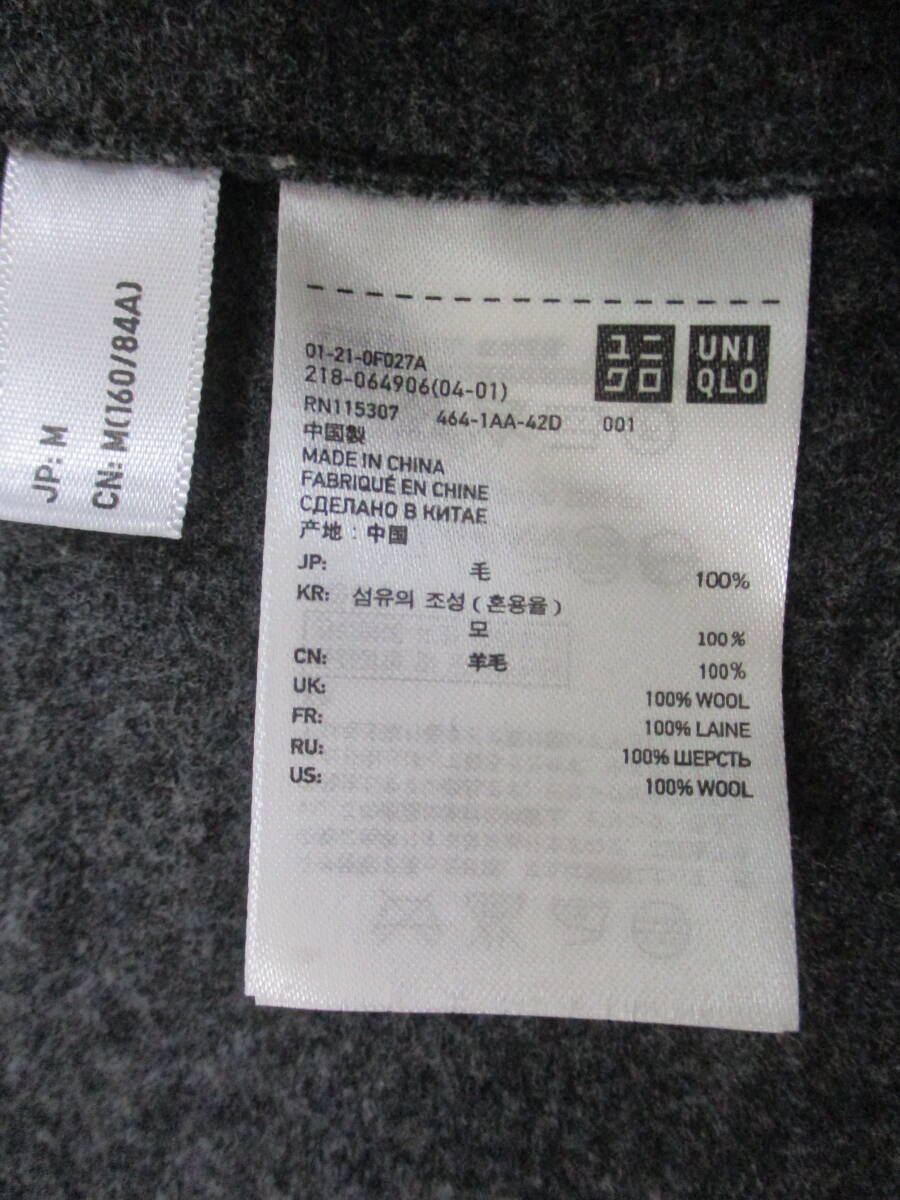 JP: M
CN: M(160/84A)
ユニ
クロ
UNI
QLO
01-21-0F027A
218-064906(04-01)
RN115307 464-1AA-42D 001
中国製
MADE IN CHINA
FABRIQUÉ EN CHINE
СДЕЛАНО В КИТАЕ
产地：中国
JP: 毛 100%
KR: 섬유의 조성 ( 혼용율 )
모 100%
CN: 羊毛 100%
UK: 100% WOOL
FR: 100% LAINE
RU: 100% ШЕРСТЬ
US: 100% WOOL